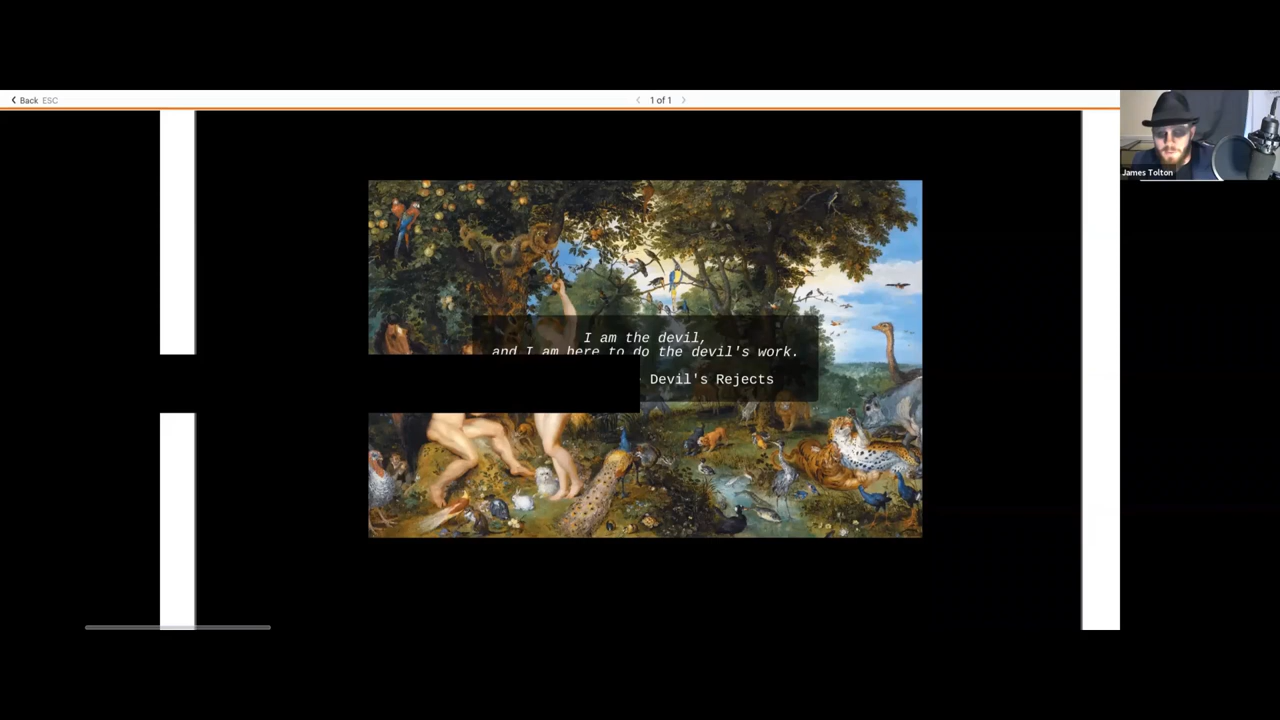 Back ESC
1 of 1
James Tolton
I am the devil,
and I am here to do the devil's work.
Devil's Rejects